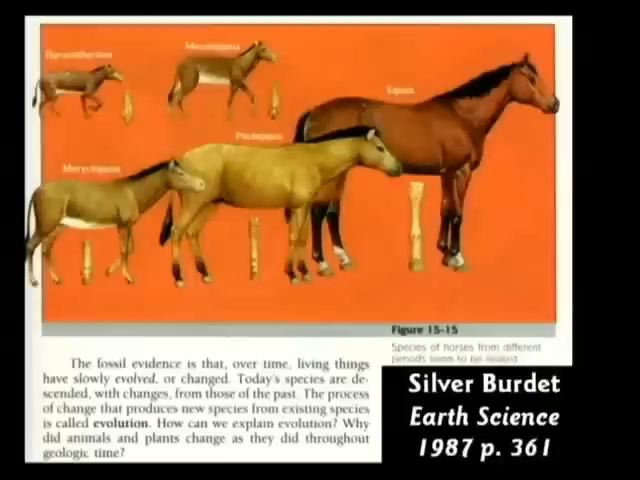 Hyracotherium
Mesohippus
Equus
Pliohippus
Merychippus
Figure 15-15
Species of horses from different
periods seem to be related
The fossil evidence is that, over time, living things
have slowly evolved, or changed. Today's species are de-
scended, with changes, from those of the past. The process
of change that produces new species from existing species
is called evolution. How can we explain evolution? Why
did animals and plants change as they did throughout
geologic time?
Silver Burdet
Earth Science
1987 p. 361